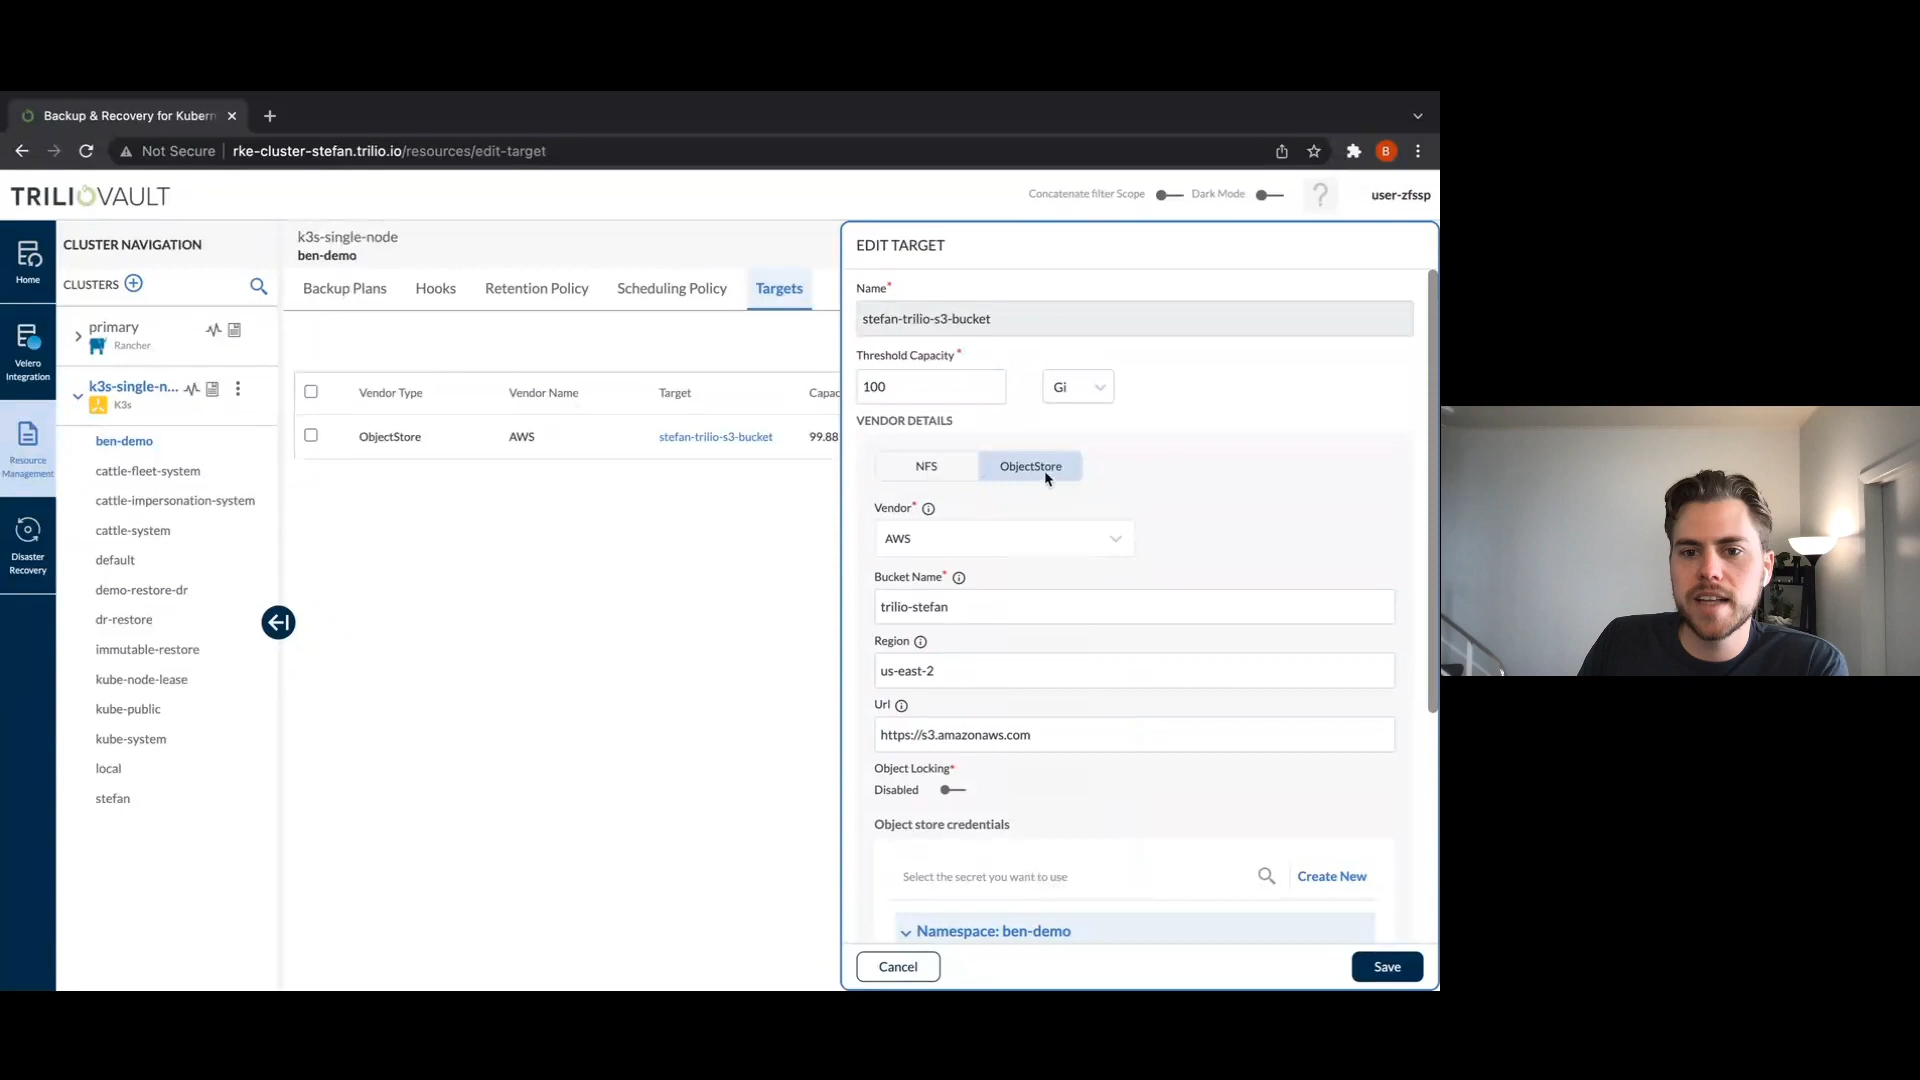 Backup & Recovery for Kubern
Not Secure
rke-cluster-stefan.trilio.io/resources/edit-target
B
TRILIOVAULT
Concatenate filter Scope
Dark Mode
?
user-zfssp
Home
Velero
Integration
Resource
Management
Disaster
Recovery
CLUSTER NAVIGATION
CLUSTERS
primary
Rancher
k3s-single-n...
K3s
ben-demo
cattle-fleet-system
cattle-impersonation-system
cattle-system
default
demo-restore-dr
dr-restore
immutable-restore
kube-node-lease
kube-public
kube-system
local
stefan
k3s-single-node
ben-demo
Backup Plans Hooks Retention Policy Scheduling Policy Targets
Vendor Type Vendor Name Target Capac
ObjectStore AWS stefan-trilio-s3-bucket 99.88
EDIT TARGET
Name*
stefan-trilio-s3-bucket
Threshold Capacity *
100 Gi
VENDOR DETAILS
NFS ObjectStore
Vendor*
AWS
Bucket Name*
trilio-stefan
Region
us-east-2
Url
https://s3.amazonaws.com
Object Locking*
Disabled
Object store credentials
Select the secret you want to use
Create New
Namespace: ben-demo
Cancel Save